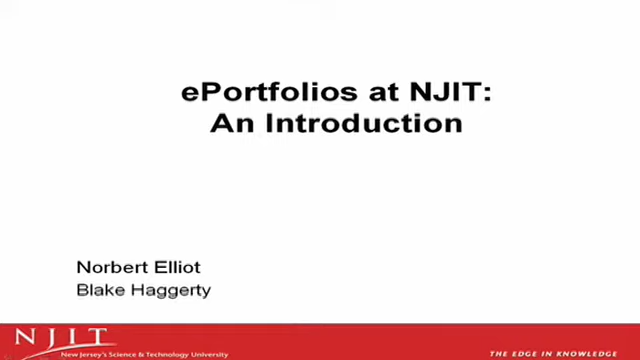 ePortfolios at NJIT:
An Introduction
Norbert Elliot
Blake Haggerty
NJIT
New Jersey's Science & Technology University
THE EDGE IN KNOWLEDGE